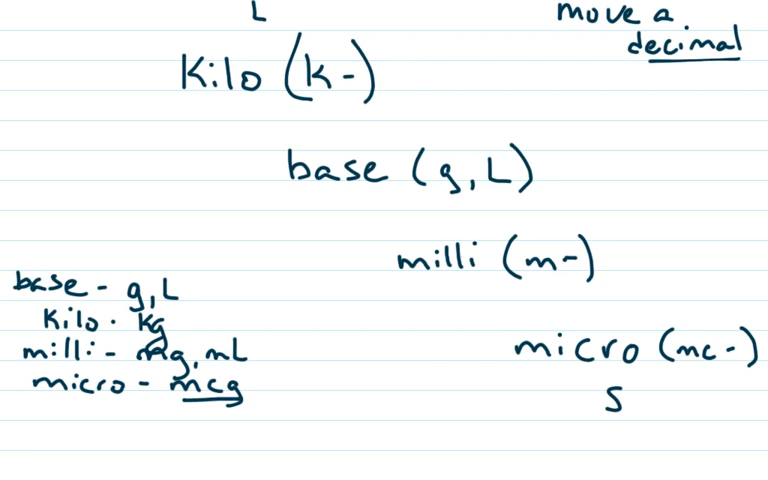 L
move a
decimal
Kilo (k-)
base (g, L)
milli (m-)
base - g, L
Kilo · kg
milli - mg, mL
micro - mcg
micro (mc-)
S